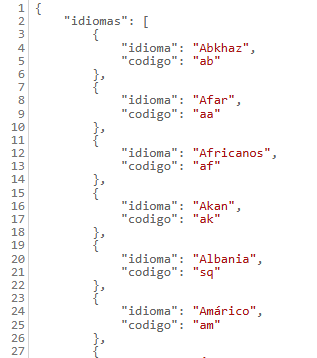 1 {
2 "idiomas": [
3 {
4 "idioma": "Abkhaz",
5 "codigo": "ab"
6 },
7 {
8 "idioma": "Afar",
9 "codigo": "aa"
10 },
11 {
12 "idioma": "Africanos",
13 "codigo": "af"
14 },
15 {
16 "idioma": "Akan",
17 "codigo": "ak"
18 },
19 {
20 "idioma": "Albania",
21 "codigo": "sq"
22 },
23 {
24 "idioma": "Amárico",
25 "codigo": "am"
26 },
27 {